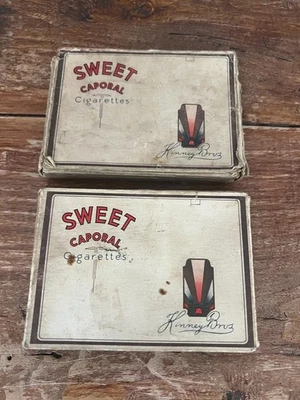 SWEET
CAPORAL
Cigarettes
Kinney Bros
SWEET
CAPORAL
Cigarettes
Kinney Bros